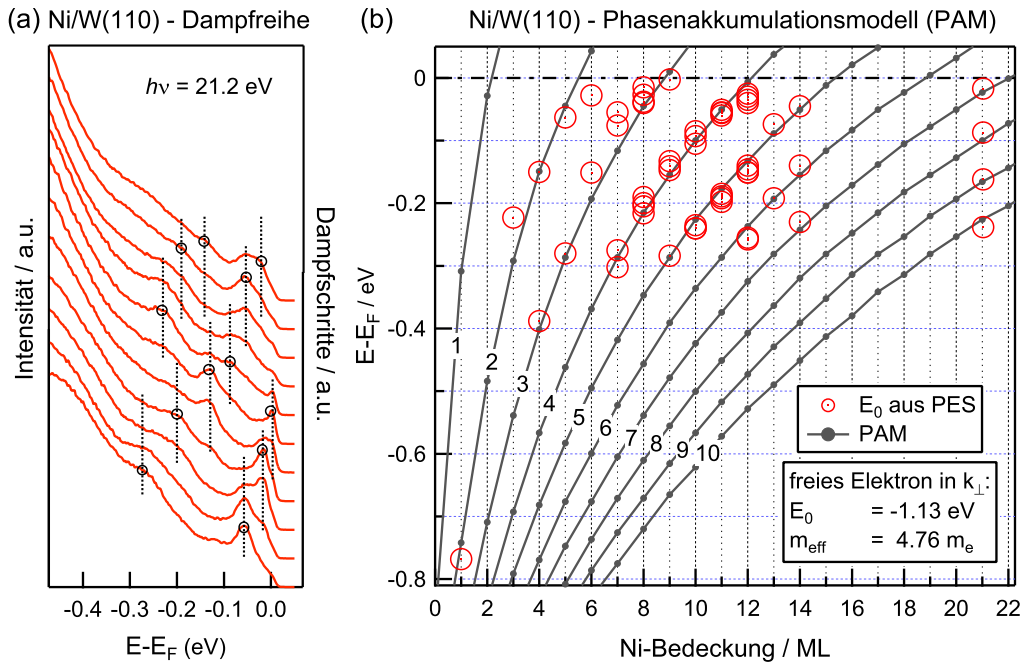 (a) Ni/W(110) - Dampfreihe
hν = 21.2 eV
Intensität / a.u.
Dampfschritte / a.u.
-0.4 -0.3 -0.2 -0.1 0.0
E-E_F (eV)
(b) Ni/W(110) - Phasenakkumulationsmodell (PAM)
0
-0.2
-0.4
-0.6
-0.8
E-E_F / eV
1
2
3
4
5
6
7
8
9
10
E₀ aus PES
PAM
freies Elektron in k⊥:
E₀ = -1.13 eV
m_eff = 4.76 m_e
0 2 4 6 8 10 12 14 16 18 20 22
Ni-Bedeckung / ML